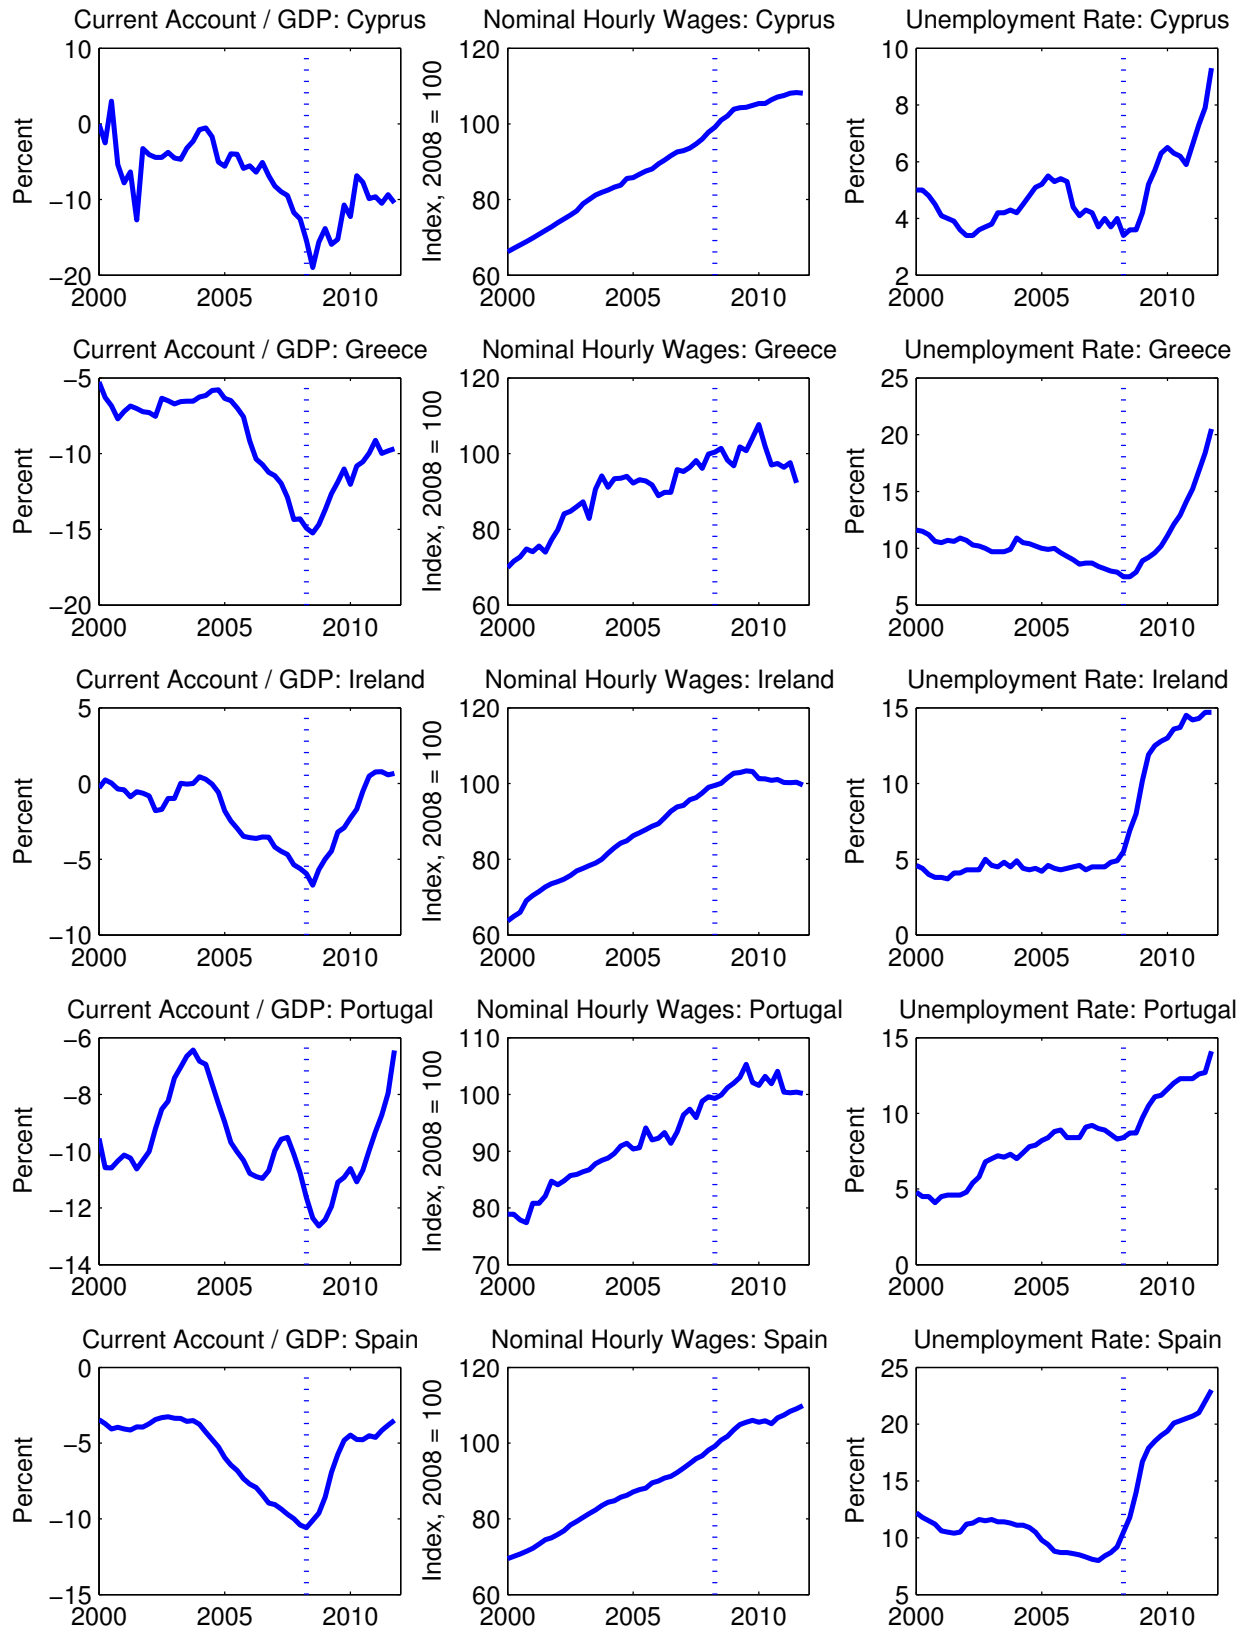 Current Account / GDP: Cyprus
Percent
10
0
−10
−20
2000 2005 2010
Nominal Hourly Wages: Cyprus
Index, 2008 = 100
120
100
80
60
2000 2005 2010
Unemployment Rate: Cyprus
Percent
10
8
6
4
2
2000 2005 2010
Current Account / GDP: Greece
Percent
−5
−10
−15
−20
2000 2005 2010
Nominal Hourly Wages: Greece
Index, 2008 = 100
120
100
80
60
2000 2005 2010
Unemployment Rate: Greece
Percent
25
20
15
10
5
2000 2005 2010
Current Account / GDP: Ireland
Percent
5
0
−5
−10
2000 2005 2010
Nominal Hourly Wages: Ireland
Index, 2008 = 100
120
100
80
60
2000 2005 2010
Unemployment Rate: Ireland
Percent
15
10
5
0
2000 2005 2010
Current Account / GDP: Portugal
Percent
−6
−8
−10
−12
−14
2000 2005 2010
Nominal Hourly Wages: Portugal
Index, 2008 = 100
110
100
90
80
70
2000 2005 2010
Unemployment Rate: Portugal
Percent
15
10
5
0
2000 2005 2010
Current Account / GDP: Spain
Percent
0
−5
−10
−15
2000 2005 2010
Nominal Hourly Wages: Spain
Index, 2008 = 100
120
100
80
60
2000 2005 2010
Unemployment Rate: Spain
Percent
25
20
15
10
5
2000 2005 2010